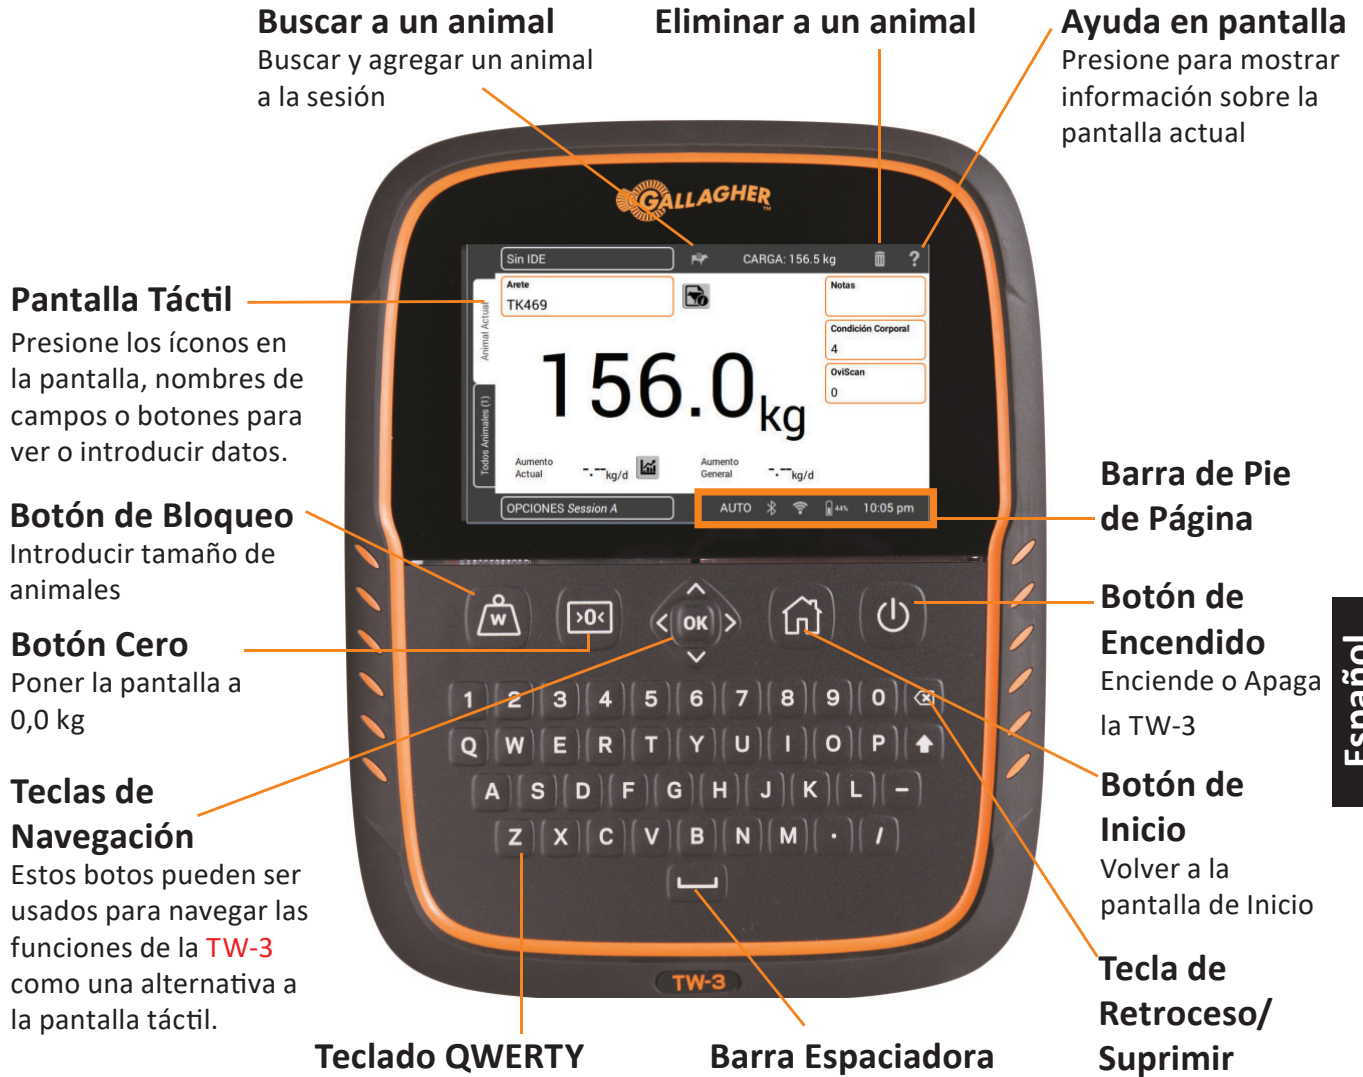 Buscar a un animal
Buscar y agregar un animal
a la sesión
Eliminar a un animal
Ayuda en pantalla
Presione para mostrar
información sobre la
pantalla actual
GALLAGHER
TM
Sin IDE
CARGA: 156.5 kg
?
Animal Actual
Todos Animales (1)
Arete
TK469
Notas
Condición Corporal
4
OviScan
0
156.0kg
Aumento
Actual
-.--kg/d
Aumento
General
-.--kg/d
OPCIONES Session A
AUTO
44%
10:05 pm
Pantalla Táctil
Presione los íconos en
la pantalla, nombres de
campos o botones para
ver o introducir datos.
Botón de Bloqueo
Introducir tamaño de
animales
Botón Cero
Poner la pantalla a
0,0 kg
Teclas de
Navegación
Estos botos pueden ser
usados para navegar las
funciones de la TW-3
como una alternativa a
la pantalla táctil.
W
>0<
OK
1 2 3 4 5 6 7 8 9 0
Q W E R T Y U I O P
A S D F G H J K L -
Z X C V B N M . /
TW-3
Barra de Pie
de Página
Botón de
Encendido
Enciende o Apaga
la TW-3
Botón de
Inicio
Volver a la
pantalla de Inicio
Tecla de
Retroceso/
Suprimir
Teclado QWERTY
Barra Espaciadora
Español